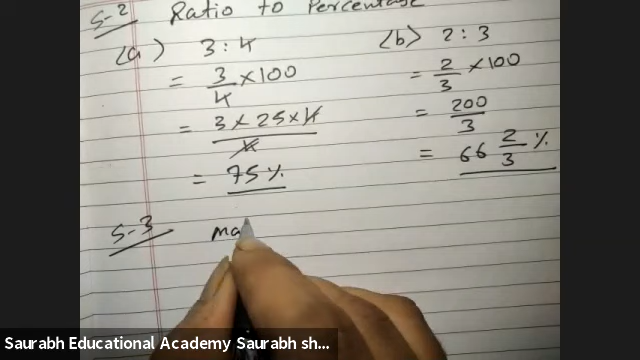 S-2 Ratio to Percentage
(a) 3 : 4
= 3/4 × 100
= 3 × 25 × 4 / 4
= 75 %
(b) 2 : 3
= 2/3 × 100
= 200/3
= 66 2/3 %
S-3 Ma
Saurabh Educational Academy Saurabh sh...